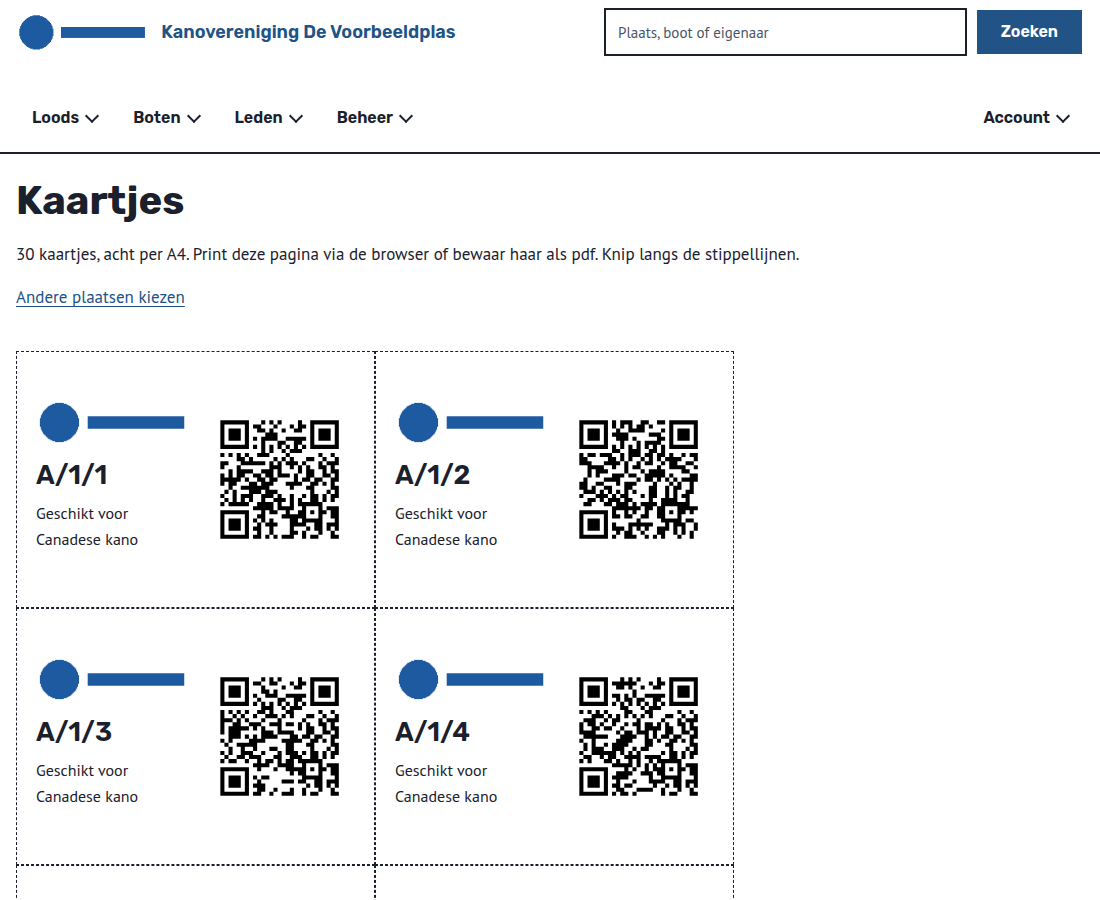 Kanovereniging De Voorbeeldplas
Plaats, boot of eigenaar
Zoeken
Loods
Boten
Leden
Beheer
Account
Kaartjes
30 kaartjes, acht per A4. Print deze pagina via de browser of bewaar haar als pdf. Knip langs de stippellijnen.
Andere plaatsen kiezen
A/1/1
Geschikt voor
Canadese kano
A/1/2
Geschikt voor
Canadese kano
A/1/3
Geschikt voor
Canadese kano
A/1/4
Geschikt voor
Canadese kano